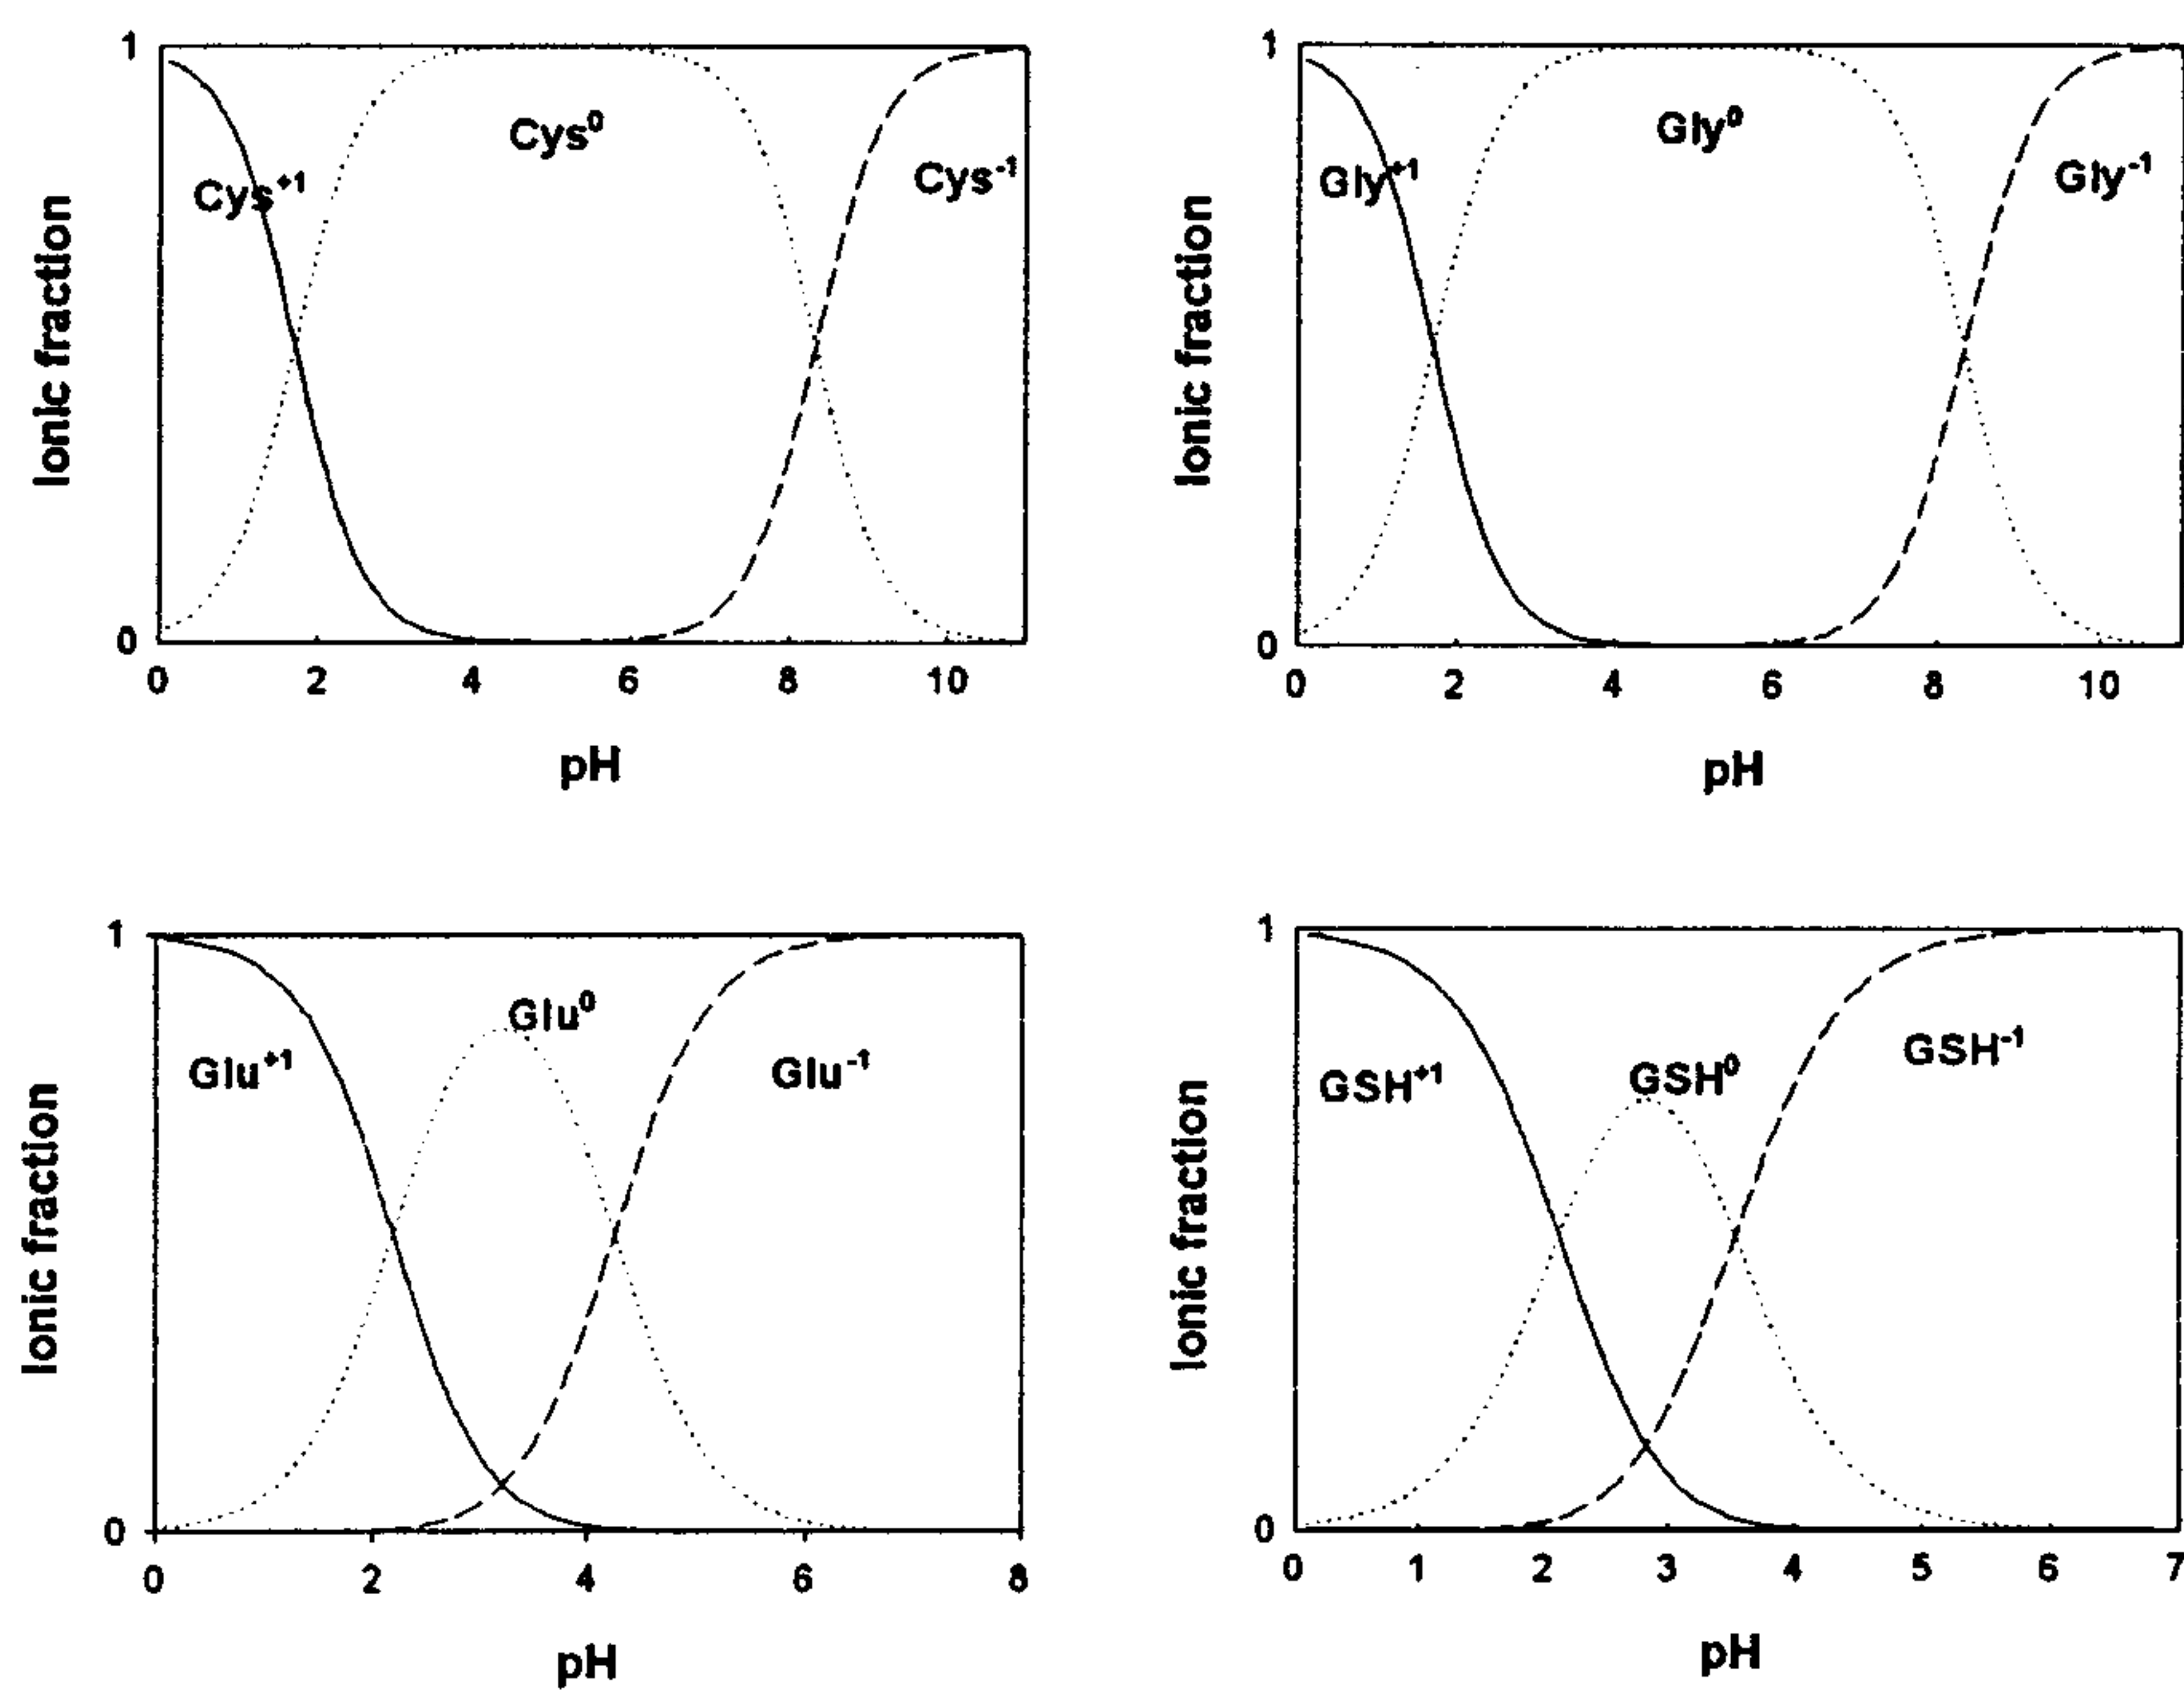 1
Cys⁺¹
Cys⁰
Cys⁻¹
Ionic fraction
0
0 2 4 6 8 10
pH
1
Gly⁺¹
Gly⁰
Gly⁻¹
Ionic fraction
0
0 2 4 6 8 10
pH
1
Glu⁺¹
Glu⁰
Glu⁻¹
Ionic fraction
0
0 2 4 6 8
pH
1
GSH⁺¹
GSH⁰
GSH⁻¹
Ionic fraction
0
0 1 2 3 4 5 6 7
pH